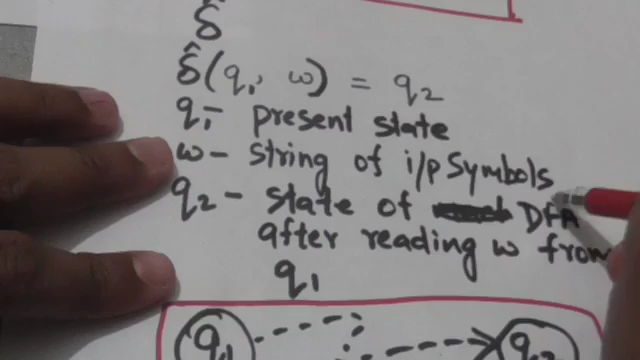 δ̂
δ̂(q₁, ω) = q₂
q₁- present state
ω- string of i/p Symbols
q₂- state of DFA
after reading ω from
q₁
q₁ q₂